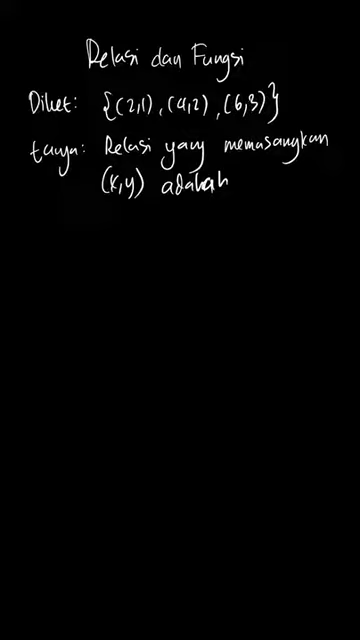 Relasi dan Fungsi
Diket: {(2,1), (4,2), (6,3)}
tanya: Relasi yang memasangkan
(x,y) adalah